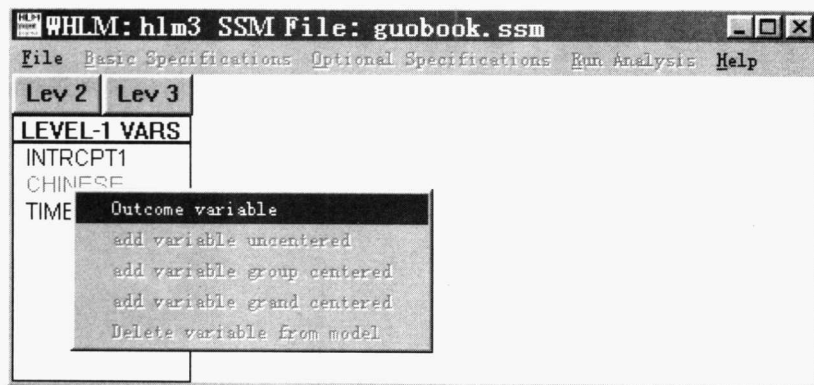 WHLM: hlm3 SSM File: guobook.ssm
File Basic Specifications Optional Specifications Run Analysis Help
Lev 2 Lev 3
LEVEL-1 VARS
INTRCPT1
CHINESE
TIME
Outcome variable
add variable uncentered
add variable group centered
add variable grand centered
Delete variable from model